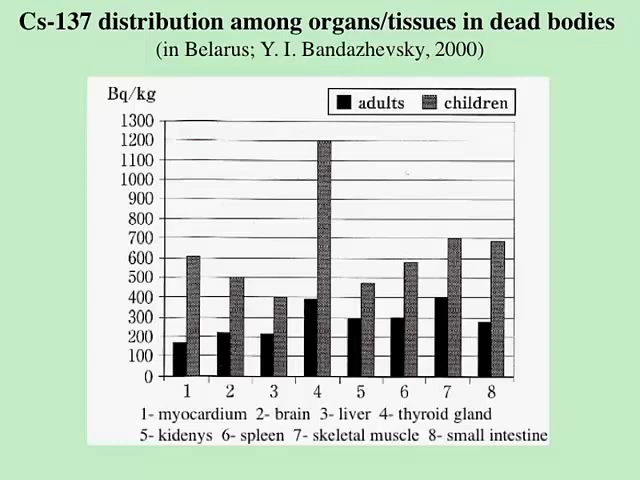 Cs-137 distribution among organs/tissues in dead bodies
(in Belarus; Y. I. Bandazhevsky, 2000)
Bq/kg
adults children
1300
1200
1100
1000
900
800
700
600
500
400
300
200
100
0
1 2 3 4 5 6 7 8
1- myocardium 2- brain 3- liver 4- thyroid gland
5- kidenys 6- spleen 7- skeletal muscle 8- small intestine